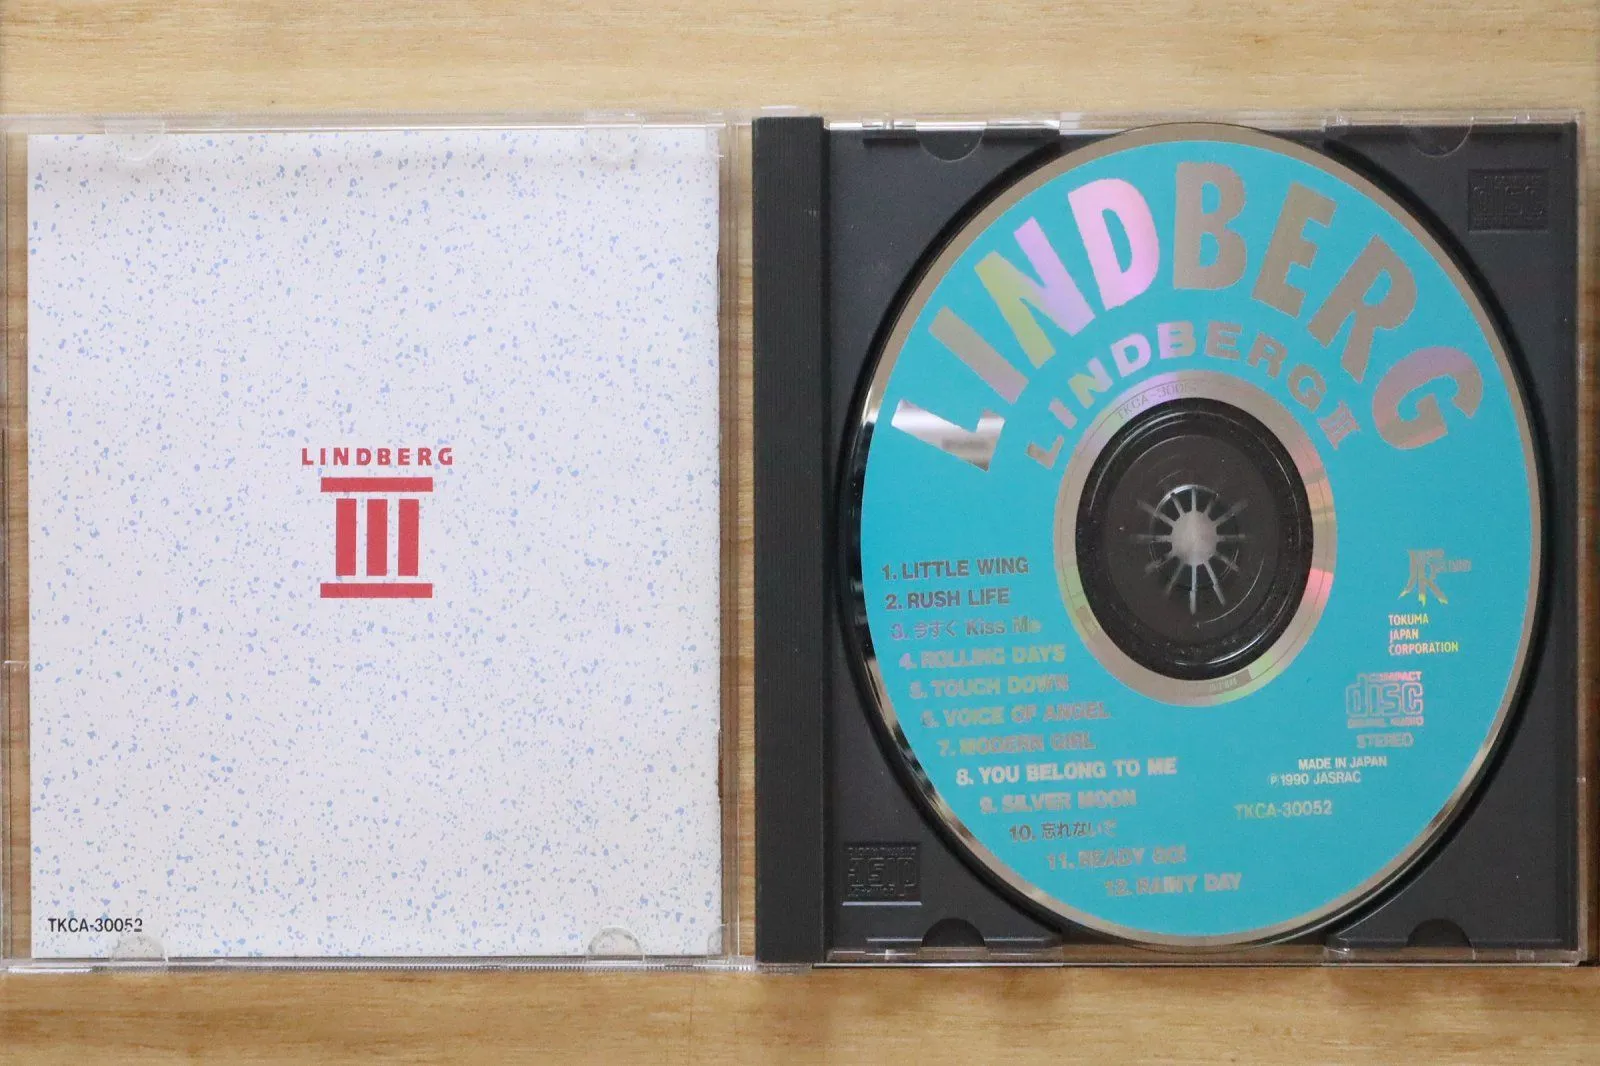 LINDBERG
III
TKCA-30052
LINDBERG
LINDBERG III
TKCA-30052
1. LITTLE WING
2. RUSH LIFE
3. 今すぐ Kiss Me
4. ROLLING DAYS
5. TOUCH DOWN
6. VOICE OF ANGEL
7. MODERN GIRL
8. YOU BELONG TO ME
9. SILVER MOON
10. 忘れないで
11. READY GO!
12. RAINY DAY
TOKUMA
JAPAN
CORPORATION
COMPACT
disc
DIGITAL AUDIO
STEREO
MADE IN JAPAN
℗1990 JASRAC
TKCA-30052